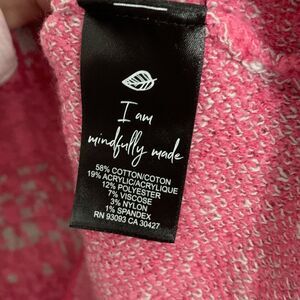 I am
mindfully made
58% COTTON/COTON
19% ACRYLIC/ACRYLIQUE
12% POLYESTER
7% VISCOSE
3% NYLON
1% SPANDEX
RN 93093 CA 30427